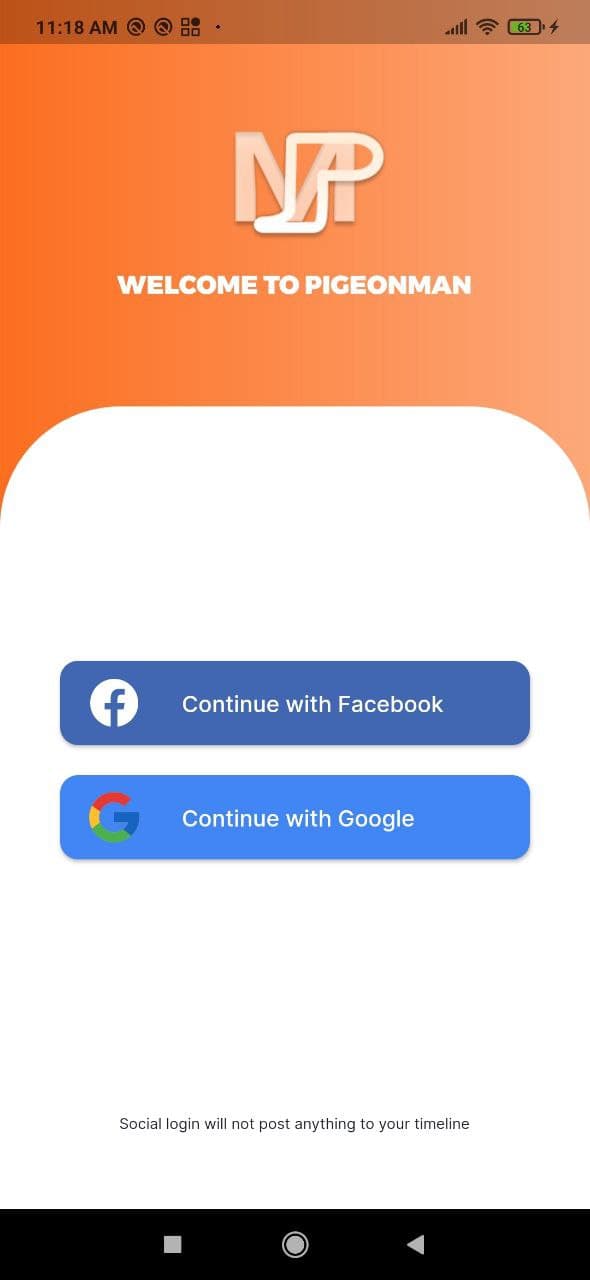 11:18 AM
63
WELCOME TO PIGEONMAN
Continue with Facebook
Continue with Google
Social login will not post anything to your timeline